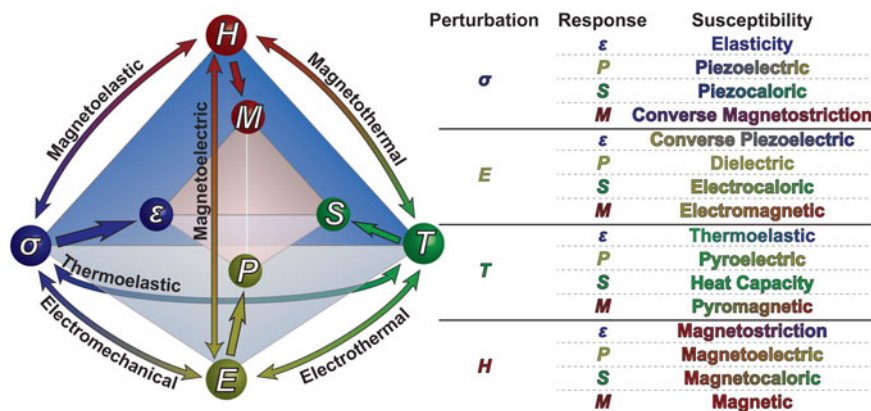 H
M
Magnetoelastic
Magnetothermal
Magnetoelectric
σ
ε
S
T
P
Thermoelastic
Electromechanical
Electrothermal
E
Perturbation Response Susceptibility
σ
ε Elasticity
P Piezoelectric
S Piezocaloric
M Converse Magnetostriction
E
ε Converse Piezoelectric
P Dielectric
S Electrocaloric
M Electromagnetic
T
ε Thermoelastic
P Pyroelectric
S Heat Capacity
M Pyromagnetic
H
ε Magnetostriction
P Magnetoelectric
S Magnetocaloric
M Magnetic